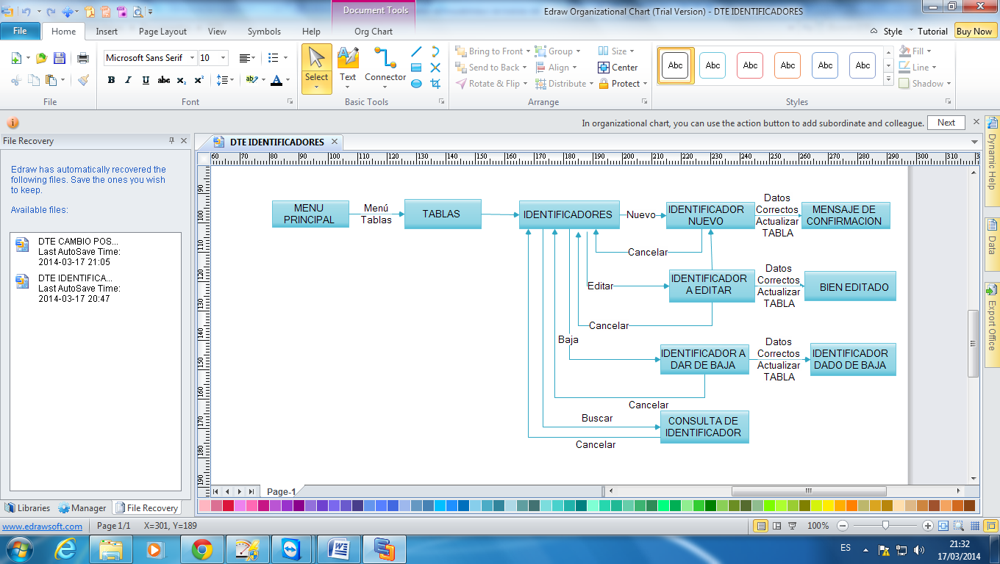 Document Tools
Edraw Organizational Chart (Trial Version) - DTE IDENTIFICADORES
File
Home
Insert
Page Layout
View
Symbols
Help
Org Chart
Style
Tutorial
Buy Now
Microsoft Sans Serif
10
B I U abc x₂ x²
A
Select
Text
Connector
Bring to Front
Send to Back
Rotate & Flip
Group
Align
Distribute
Size
Center
Protect
Abc
Abc
Abc
Abc
Abc
Abc
Fill
Line
Shadow
File
Font
Basic Tools
Arrange
Styles
In organizational chart, you can use the action button to add subordinate and colleague.
Next
File Recovery
Edraw has automatically recovered the
following files. Save the ones you wish
to keep.
Available files:
DTE CAMBIO POS...
Last AutoSave Time:
2014-03-17 21:05
DTE IDENTIFICA...
Last AutoSave Time:
2014-03-17 20:47
DTE IDENTIFICADORES
60 70 80 90 100 110 120 130 140 150 160 170 180 190 200 210 220 230 240 250 260 270 280 290 300 310 3
90
100
110
120
130
140
150
160
170
180
190
MENU
PRINCIPAL
Menú
Tablas
TABLAS
IDENTIFICADORES
Nuevo
IDENTIFICADOR
NUEVO
Datos
Correctos
Actualizar
TABLA
MENSAJE DE
CONFIRMACION
Cancelar
Editar
IDENTIFICADOR
A EDITAR
Datos
Correctos
Actualizar
TABLA
BIEN EDITADO
Cancelar
Baja
IDENTIFICADOR A
DAR DE BAJA
Datos
Correctos
Actualizar
TABLA
IDENTIFICADOR
DADO DE BAJA
Cancelar
Buscar
CONSULTA DE
IDENTIFICADOR
Cancelar
Dynamic Help
Data
Export Office
Page-1
Libraries
Manager
File Recovery
www.edrawsoft.com
Page 1/1
X=301, Y=189
100%
ES
21:32
17/03/2014